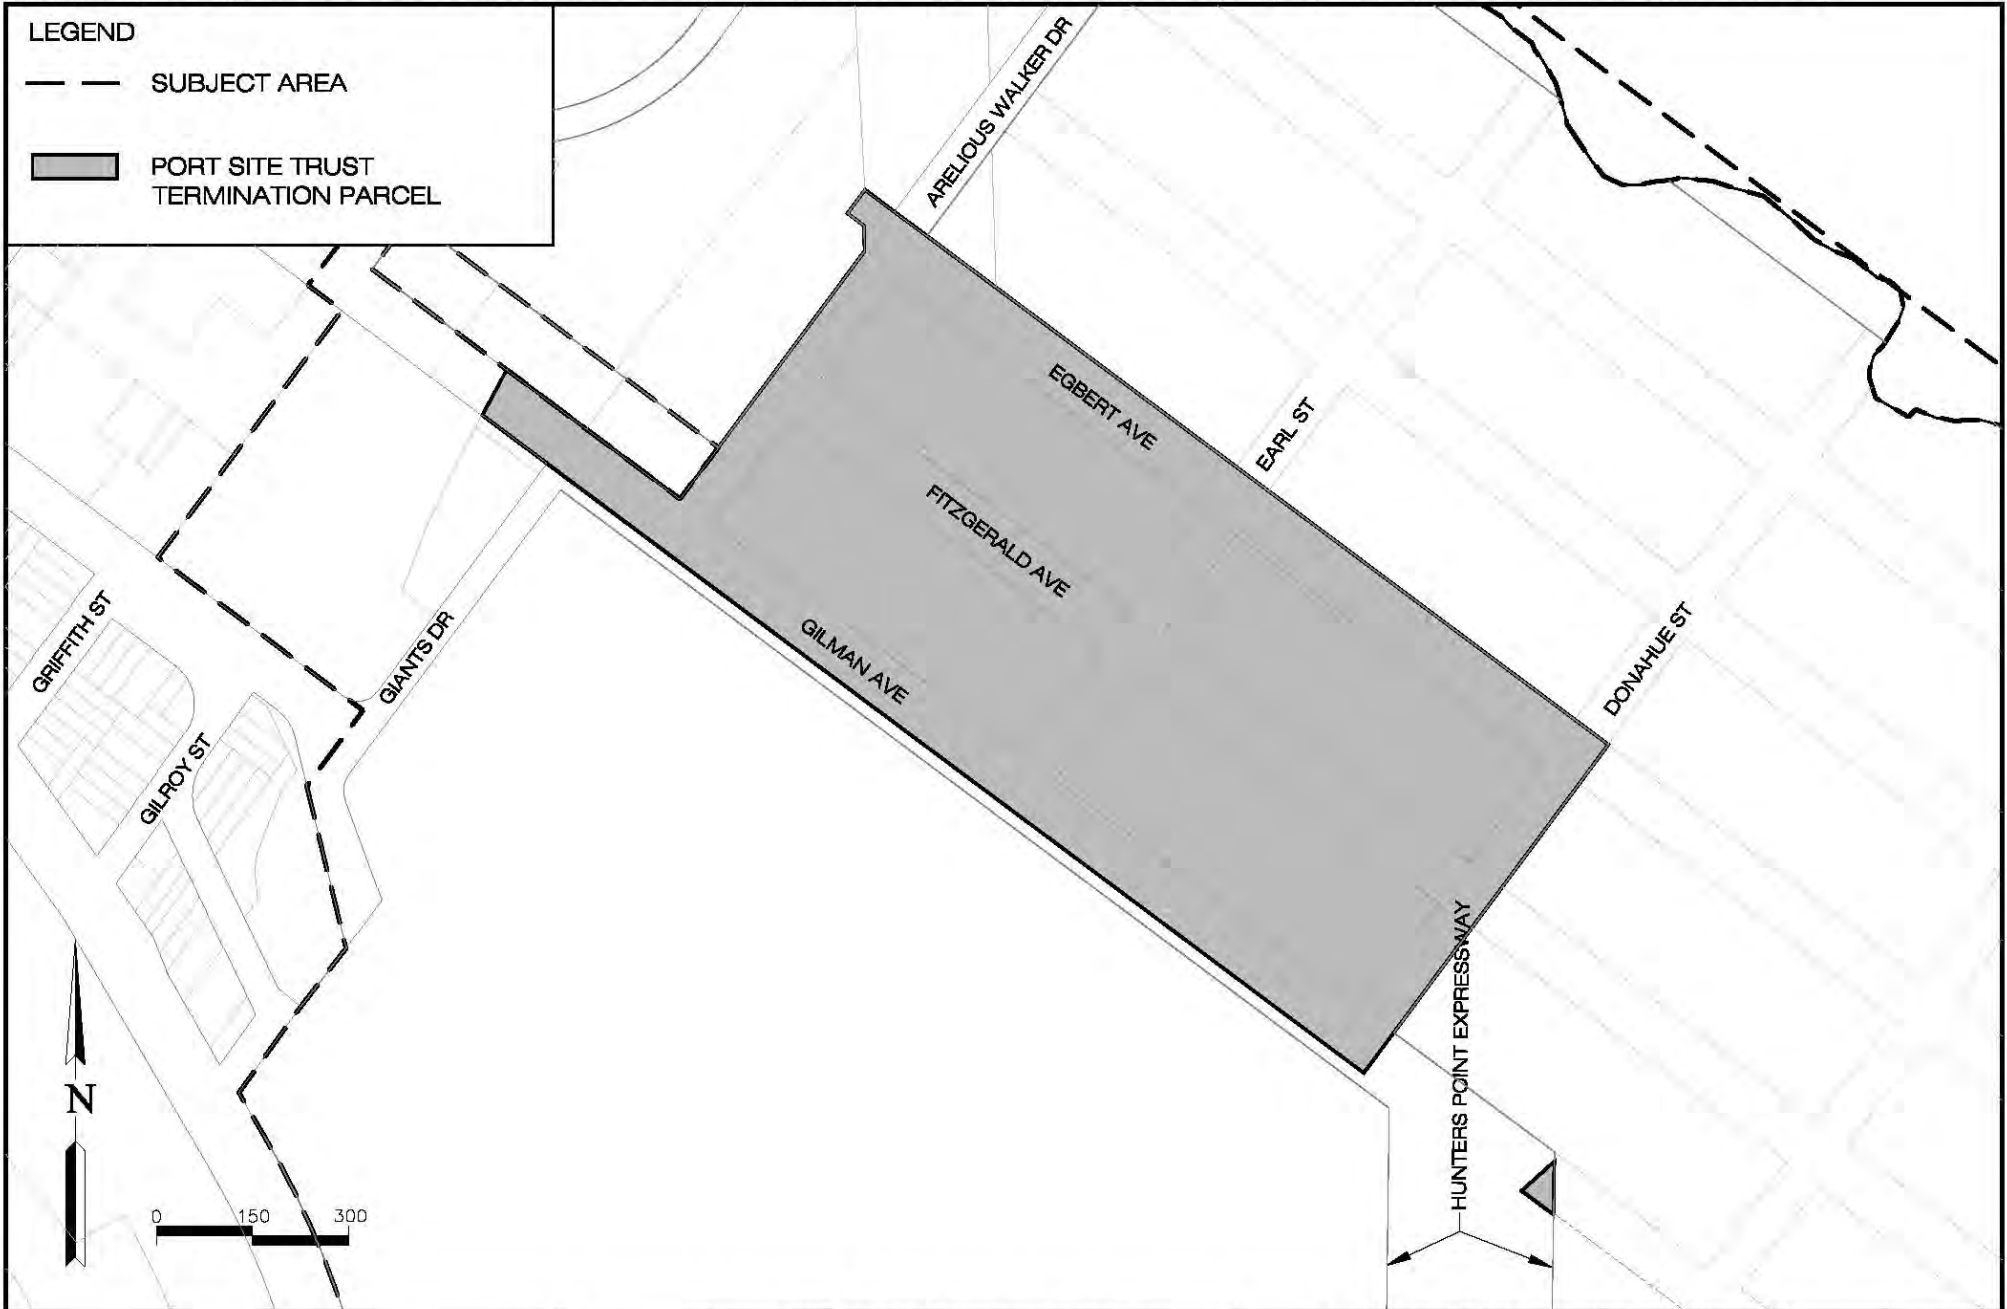 LEGEND
SUBJECT AREA
PORT SITE TRUST
TERMINATION PARCEL
ARELIOUS WALKER DR
EGBERT AVE
EARL ST
FITZGERALD AVE
GILMAN AVE
DONAHUE ST
GRIFFITH ST
GIANTS DR
GILROY ST
HUNTERS POINT EXPRESSWAY
N
0 150 300